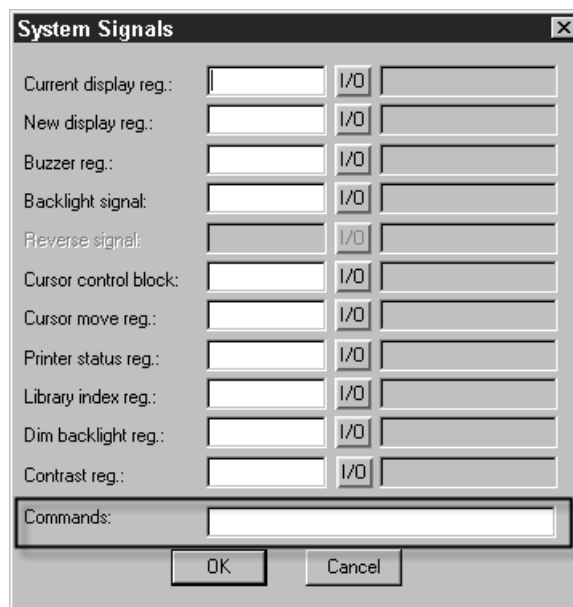 System Signals
Current display reg.: I/O
New display reg.: I/O
Buzzer reg.: I/O
Backlight signal: I/O
Reverse signal: I/O
Cursor control block: I/O
Cursor move reg.: I/O
Printer status reg.: I/O
Library index reg.: I/O
Dim backlight reg.: I/O
Contrast reg.: I/O
Commands:
OK Cancel